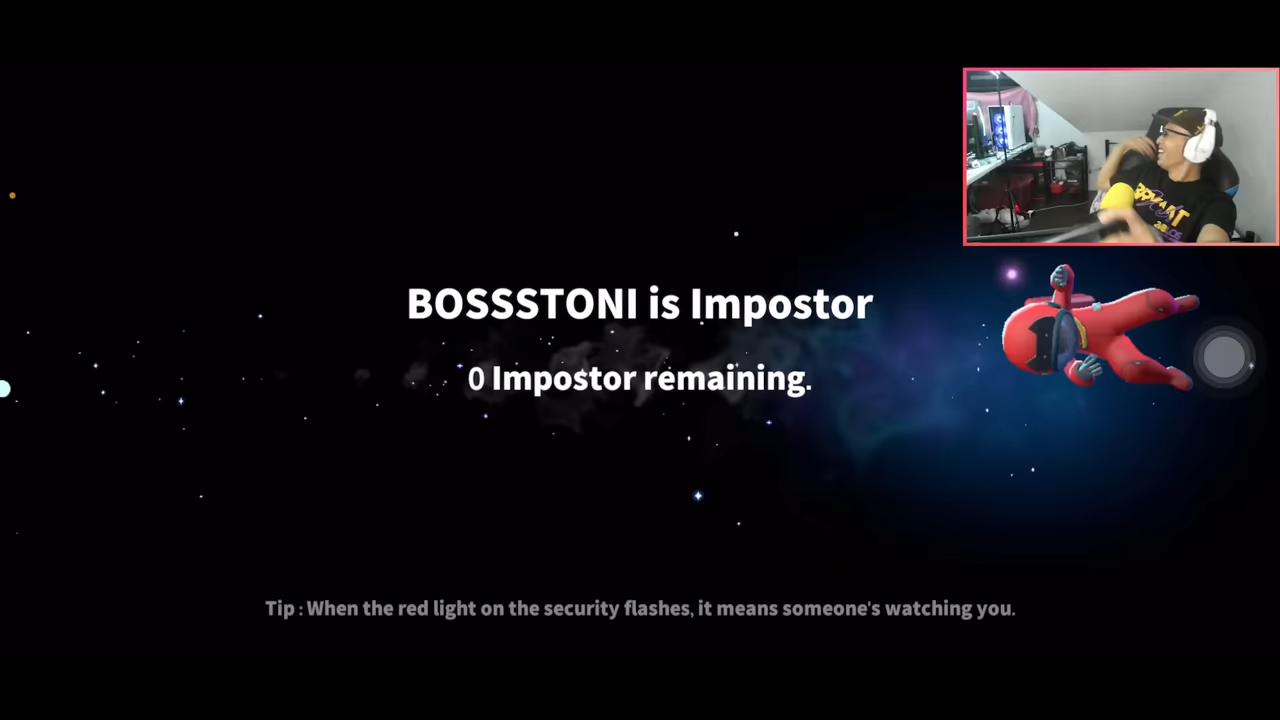 BOSSSTONI is Impostor
0 Impostor remaining.
Tip : When the red light on the security flashes, it means someone's watching you.